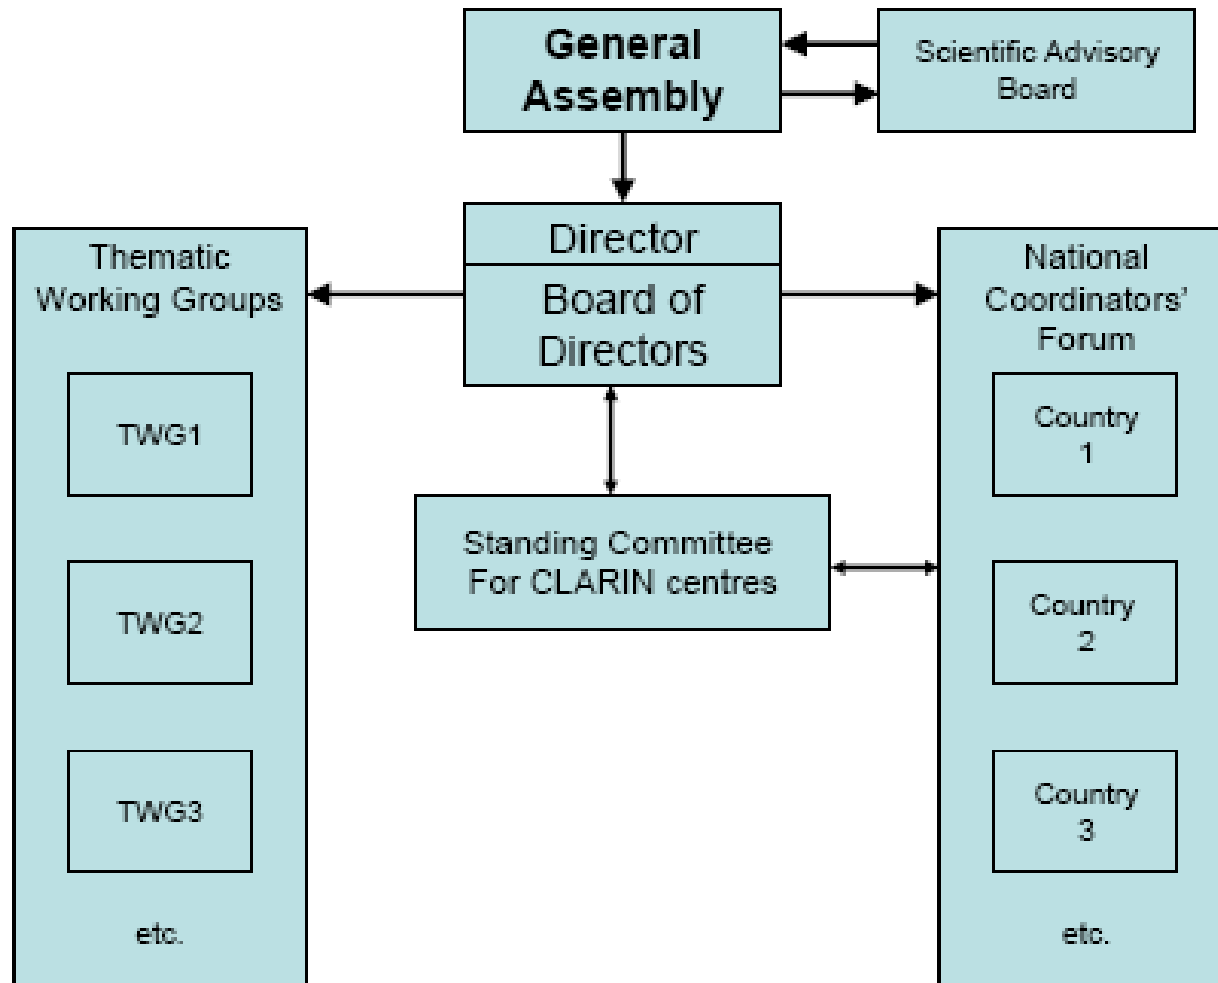 General
Assembly
Scientific Advisory
Board
Director
Board of
Directors
Thematic
Working Groups
TWG1
TWG2
TWG3
etc.
Standing Committee
For CLARIN centres
National
Coordinators'
Forum
Country
1
Country
2
Country
3
etc.